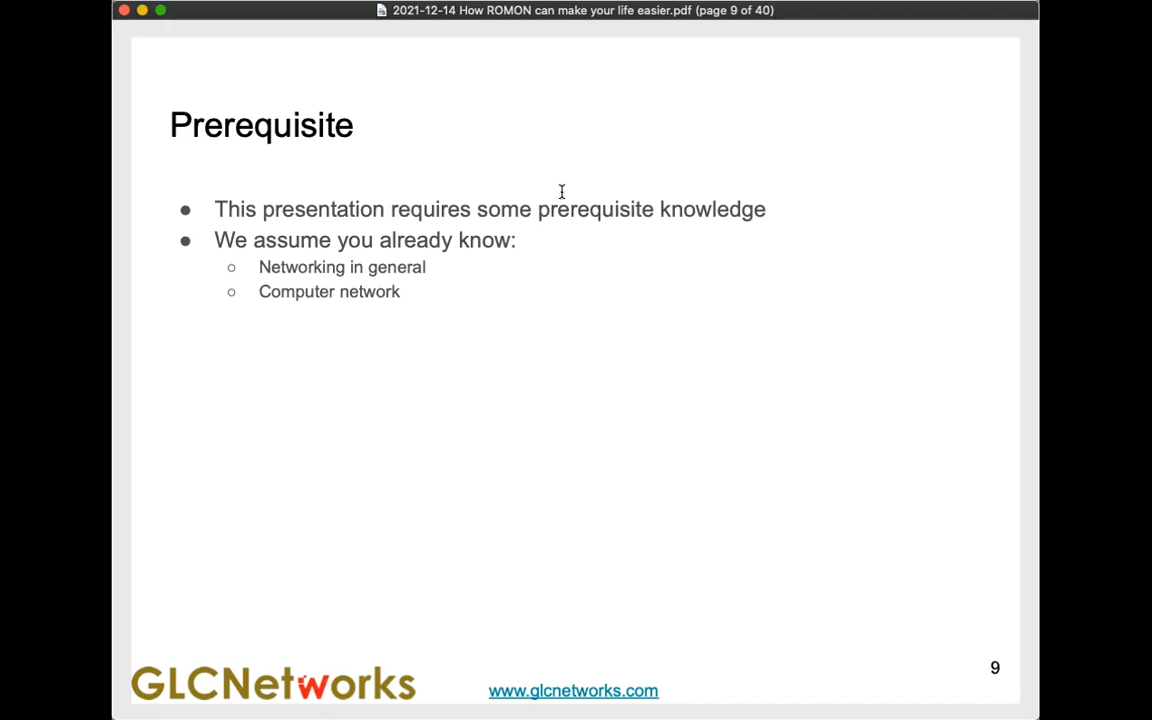 2021-12-14 How ROMON can make your life easier.pdf (page 9 of 40)
Prerequisite
● This presentation requires some prerequisite knowledge
● We assume you already know:
○ Networking in general
○ Computer network
GLCNetworks
www.glcnetworks.com
9